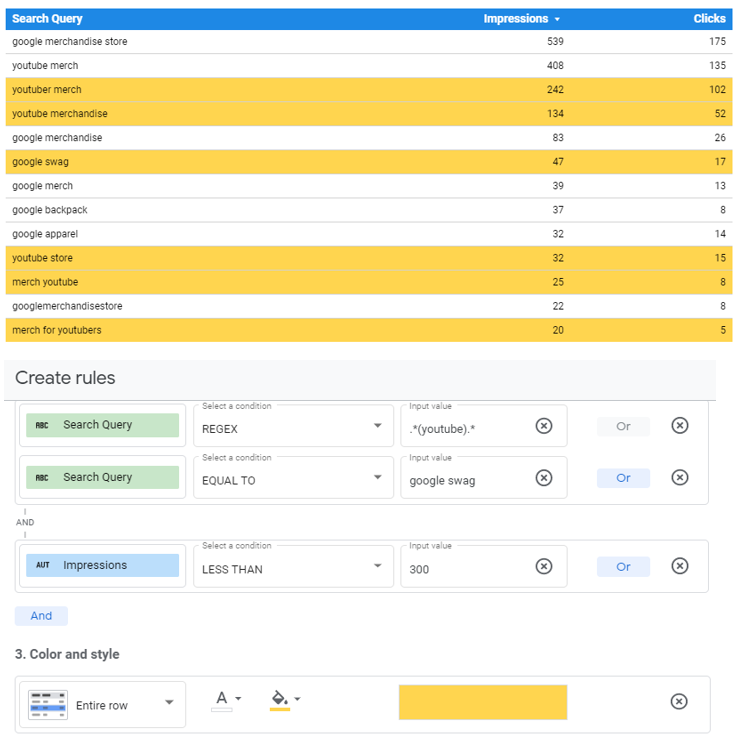 Search Query Impressions Clicks
google merchandise store 539 175
youtube merch 408 135
youtuber merch 242 102
youtube merchandise 134 52
google merchandise 83 26
google swag 47 17
google merch 39 13
google backpack 37 8
google apparel 32 14
youtube store 32 15
merch youtube 25 8
googlemerchandisestore 22 8
merch for youtubers 20 5
Create rules
Select a condition Input value
RBC Search Query REGEX .*(youtube).* Or
Select a condition Input value
RBC Search Query EQUAL TO google swag Or
AND
Select a condition Input value
AUT Impressions LESS THAN 300 Or
And
3. Color and style
Entire row A